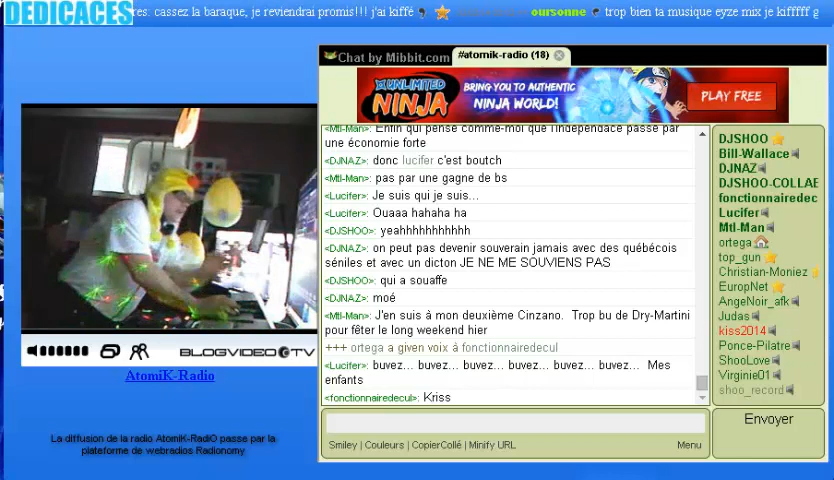 DEDICACES res: cassez la baraque, je reviendrai promis!!! j'ai kiffé oursonne trop bien ta musique eyze mix je kifffff g
Chat by Mibbit.com #atomik-radio (18)
UNLIMITED NINJA BRING YOU TO AUTHENTIC NINJA WORLD! PLAY FREE
<Mtl-Man>: Enfin qui pense comme-moi que l'indépendace passe par
une économie forte
<DJNAZ>: donc lucifer c'est boutch
<Mtl-Man>: pas par une gagne de bs
<Lucifer>: Je suis qui je suis...
<Lucifer>: Ouaaa hahaha ha
<DJSHOO>: yeahhhhhhhhhhh
<DJNAZ>: on peut pas devenir souverain jamais avec des québécois
séniles et avec un dicton JE NE ME SOUVIENS PAS
<DJSHOO>: qui a souaffe
<DJNAZ>: moé
<Mtl-Man>: J'en suis à mon deuxième Cinzano. Trop bu de Dry-Martini
pour fêter le long weekend hier
+++ ortega a given voix à fonctionnairedecul
<Lucifer>: buvez... buvez... buvez... buvez... buvez... buvez... Mes
enfants
<fonctionnairedecul>: Kriss
Smiley | Couleurs | CopierCollé | Minify URL Menu
DJSHOO
Bill-Wallace
DJNAZ
DJSHOO-COLLAE
fonctionnairedec
Lucifer
Mtl-Man
ortega
top_gun
Christian-Moniez
EuropNet
AngeNoir_afk
Judas
kiss2014
Ponce-Pilatre
ShooLove
Virginie01
shoo_record
Envoyer
BLOGVIDEO TV
AtomiK-Radio
La diffusion de la radio AtomiK-RadiO passe par la
plateforme de webradios Radionomy